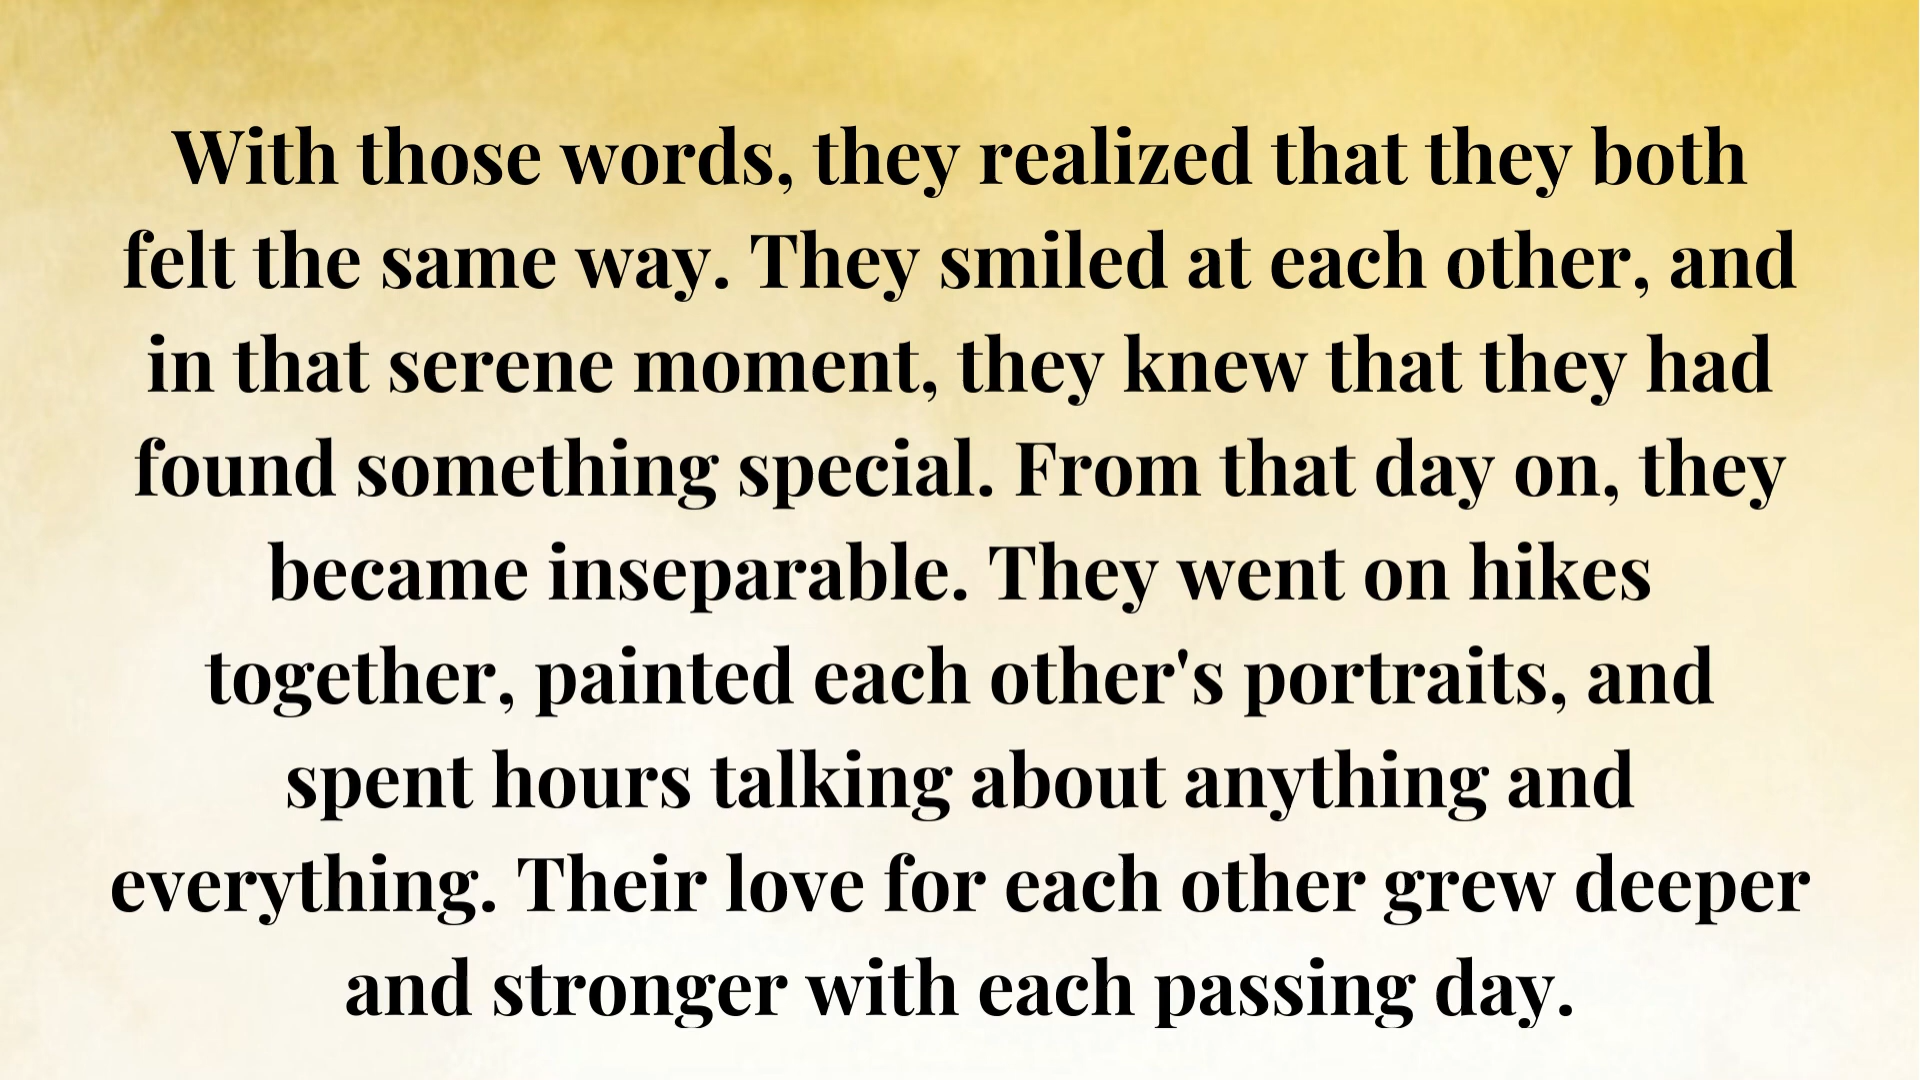 With those words, they realized that they both
felt the same way. They smiled at each other, and
in that serene moment, they knew that they had
found something special. From that day on, they
became inseparable. They went on hikes
together, painted each other's portraits, and
spent hours talking about anything and
everything. Their love for each other grew deeper
and stronger with each passing day.